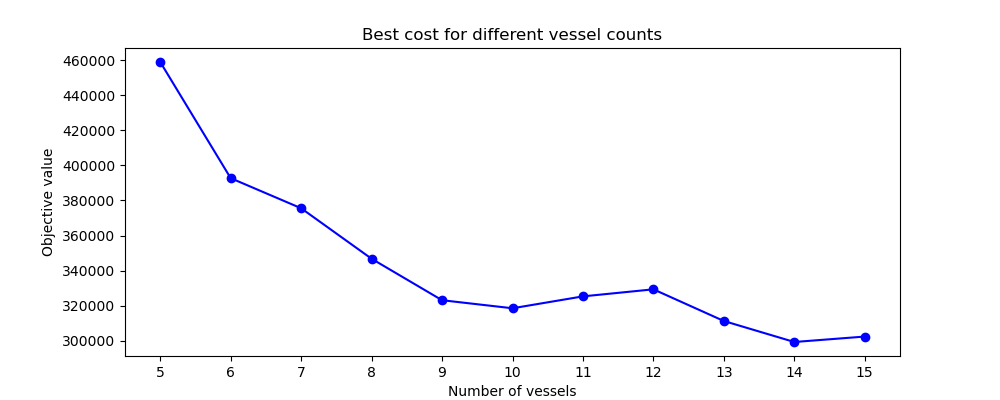 Best cost for different vessel counts
460000
440000
420000
400000
380000
360000
340000
320000
300000
Objective value
5 6 7 8 9 10 11 12 13 14 15
Number of vessels